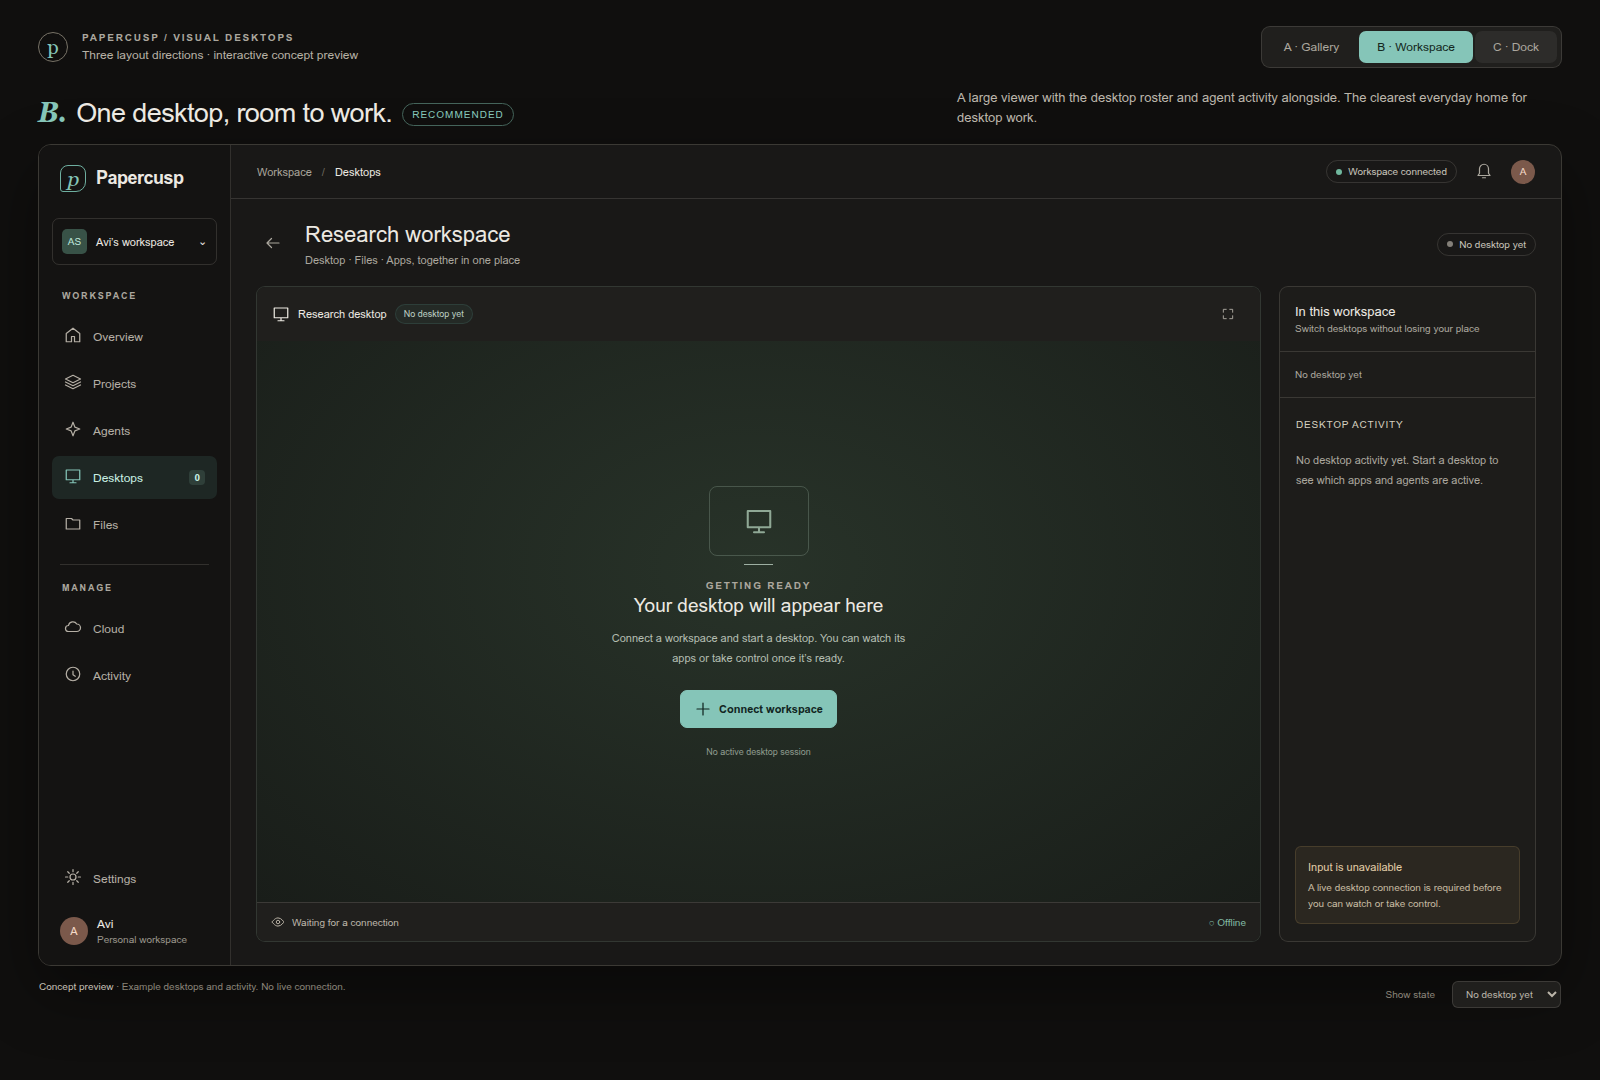 p
PAPERCUSP / VISUAL DESKTOPS
Three layout directions · interactive concept preview
A · Gallery
B · Workspace
C · Dock
B. One desktop, room to work.
RECOMMENDED
A large viewer with the desktop roster and agent activity alongside. The clearest everyday home for
desktop work.
p Papercusp
AS Avi's workspace
WORKSPACE
Overview
Projects
Agents
Desktops 0
Files
MANAGE
Cloud
Activity
Settings
A Avi
Personal workspace
Workspace / Desktops
Workspace connected
A
Research workspace
Desktop · Files · Apps, together in one place
No desktop yet
Research desktop
No desktop yet
GETTING READY
Your desktop will appear here
Connect a workspace and start a desktop. You can watch its
apps or take control once it's ready.
Connect workspace
No active desktop session
Waiting for a connection
Offline
In this workspace
Switch desktops without losing your place
No desktop yet
DESKTOP ACTIVITY
No desktop activity yet. Start a desktop to
see which apps and agents are active.
Input is unavailable
A live desktop connection is required before
you can watch or take control.
Concept preview · Example desktops and activity. No live connection.
Show state
No desktop yet